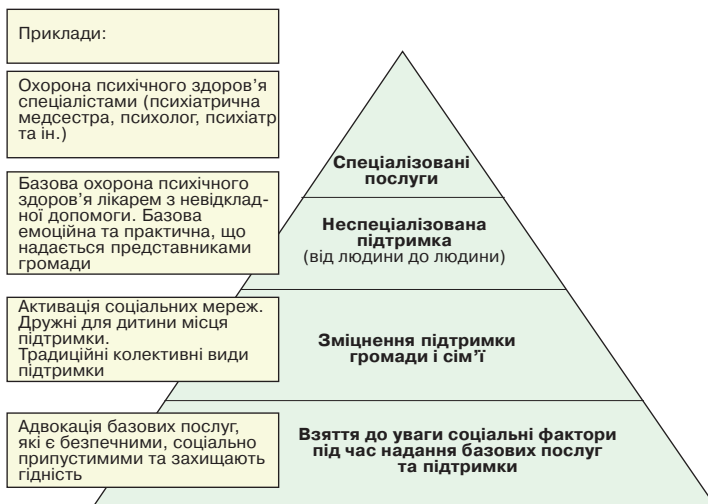 Приклади:
Охорона психічного здоров’я
спеціалістами (психіатрична
медсестра, психолог, психіатр
та ін.)
Спеціалізовані
послуги
Базова охорона психічного
здоров’я лікарем з невідклад-
ної допомоги. Базова
емоційна та практична, що
надається представниками
громади
Неспеціалізована
підтримка
(від людини до людини)
Активація соціальних мереж.
Дружні для дитини місця
підтримки.
Традиційні колективні види
підтримки
Зміцнення підтримки
громади і сім’ї
Адвокація базових послуг,
які є безпечними, соціально
припустимими та захищають
гідність
Взяття до уваги соціальні фактори
під час надання базових послуг
та підтримки